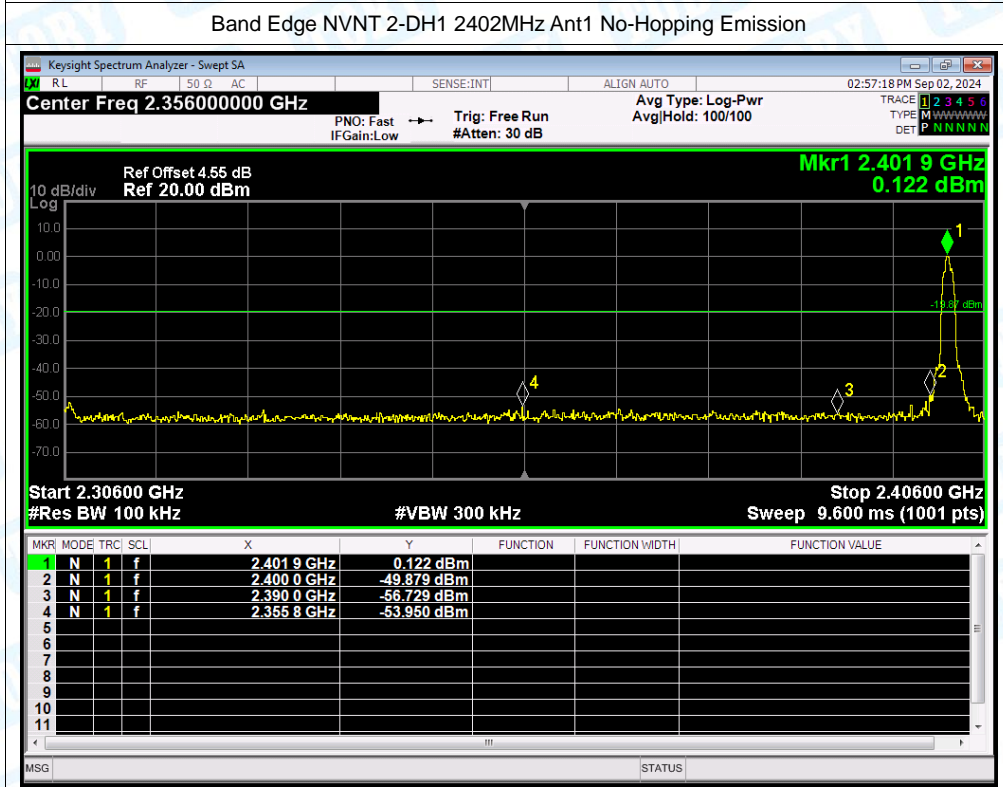 Band Edge NVNT 2-DH1 2402MHz Ant1 No-Hopping Emission
Keysight Spectrum Analyzer - Swept SA
LXI RL RF 50 Ω AC SENSE:INT ALIGN AUTO 02:57:18 PM Sep 02, 2024
Center Freq 2.356000000 GHz
PNO: Fast
IFGain:Low
Trig: Free Run
#Atten: 30 dB
Avg Type: Log-Pwr
Avg|Hold: 100/100
TRACE 1 2 3 4 5 6
TYPE M W W W W W
DET P N N N N N
Mkr1 2.401 9 GHz
0.122 dBm
Ref Offset 4.55 dB
10 dB/div Ref 20.00 dBm
Log
10.0
0.00
-10.0
-20.0
-30.0
-40.0
-50.0
-60.0
-70.0
1
-19.87 dBm
2
3
4
Start 2.30600 GHz Stop 2.40600 GHz
#Res BW 100 kHz #VBW 300 kHz Sweep 9.600 ms (1001 pts)
MKR MODE TRC SCL X Y FUNCTION FUNCTION WIDTH FUNCTION VALUE
1 N 1 f 2.401 9 GHz 0.122 dBm
2 N 1 f 2.400 0 GHz -49.879 dBm
3 N 1 f 2.390 0 GHz -56.729 dBm
4 N 1 f 2.355 8 GHz -53.950 dBm
5
6
7
8
9
10
11
MSG STATUS